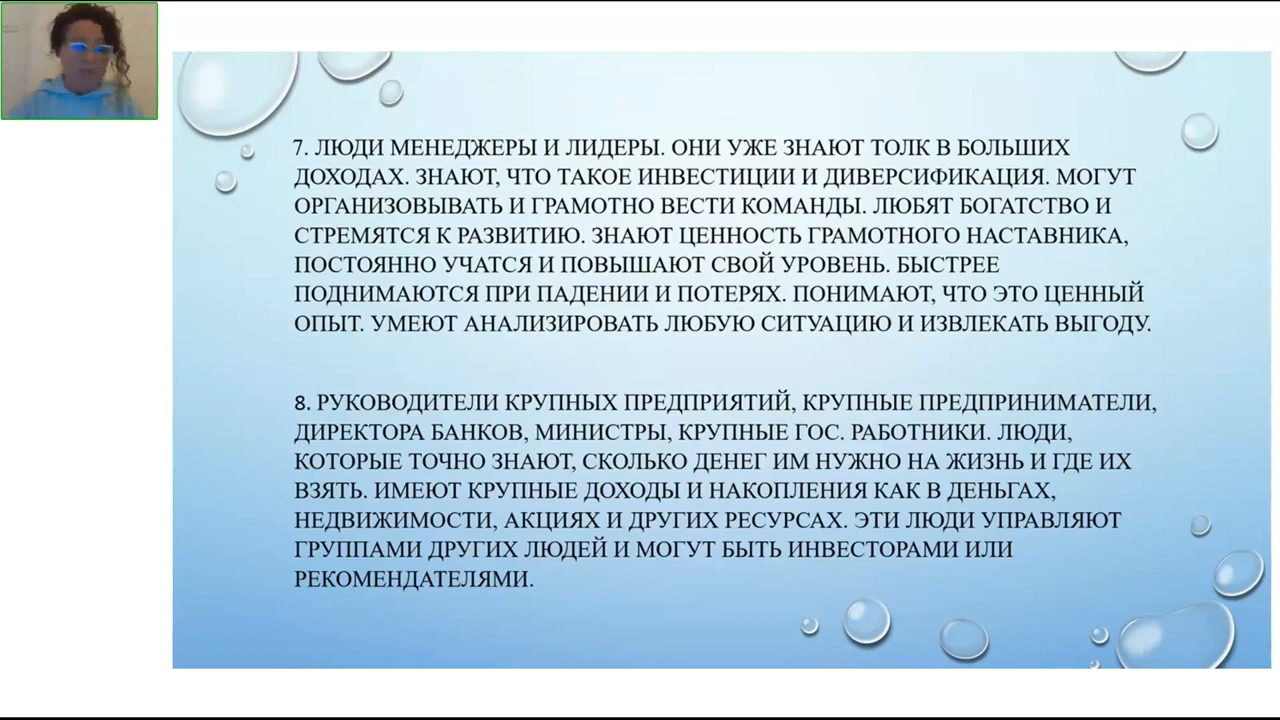 7. ЛЮДИ МЕНЕДЖЕРЫ И ЛИДЕРЫ. ОНИ УЖЕ ЗНАЮТ ТОЛК В БОЛЬШИХ
ДОХОДАХ. ЗНАЮТ, ЧТО ТАКОЕ ИНВЕСТИЦИИ И ДИВЕРСИФИКАЦИЯ. МОГУТ
ОРГАНИЗОВЫВАТЬ И ГРАМОТНО ВЕСТИ КОМАНДЫ. ЛЮБЯТ БОГАТСТВО И
СТРЕМЯТСЯ К РАЗВИТИЮ. ЗНАЮТ ЦЕННОСТЬ ГРАМОТНОГО НАСТАВНИКА,
ПОСТОЯННО УЧАТСЯ И ПОВЫШАЮТ СВОЙ УРОВЕНЬ. БЫСТРЕЕ
ПОДНИМАЮТСЯ ПРИ ПАДЕНИИ И ПОТЕРЯХ. ПОНИМАЮТ, ЧТО ЭТО ЦЕННЫЙ
ОПЫТ. УМЕЮТ АНАЛИЗИРОВАТЬ ЛЮБУЮ СИТУАЦИЮ И ИЗВЛЕКАТЬ ВЫГОДУ.
8. РУКОВОДИТЕЛИ КРУПНЫХ ПРЕДПРИЯТИЙ, КРУПНЫЕ ПРЕДПРИНИМАТЕЛИ,
ДИРЕКТОРА БАНКОВ, МИНИСТРЫ, КРУПНЫЕ ГОС. РАБОТНИКИ. ЛЮДИ,
КОТОРЫЕ ТОЧНО ЗНАЮТ, СКОЛЬКО ДЕНЕГ ИМ НУЖНО НА ЖИЗНЬ И ГДЕ ИХ
ВЗЯТЬ. ИМЕЮТ КРУПНЫЕ ДОХОДЫ И НАКОПЛЕНИЯ КАК В ДЕНЬГАХ,
НЕДВИЖИМОСТИ, АКЦИЯХ И ДРУГИХ РЕСУРСАХ. ЭТИ ЛЮДИ УПРАВЛЯЮТ
ГРУППАМИ ДРУГИХ ЛЮДЕЙ И МОГУТ БЫТЬ ИНВЕСТОРАМИ ИЛИ
РЕКОМЕНДАТЕЛЯМИ.